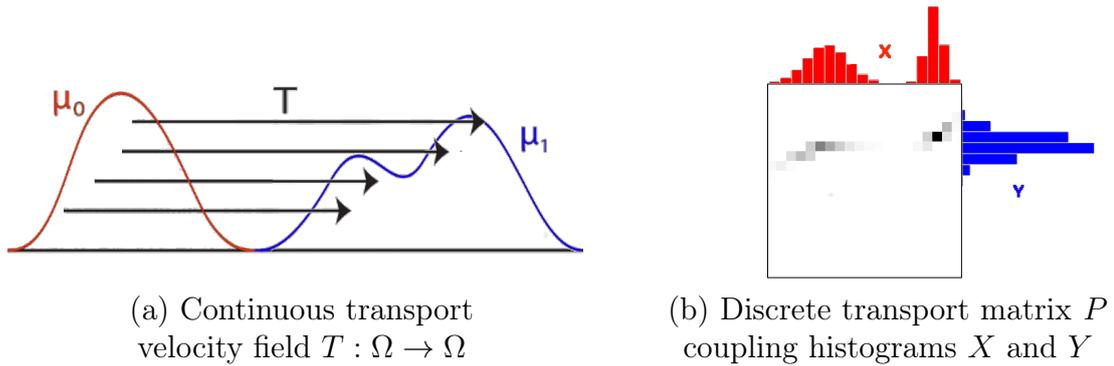 μ₀
T
μ₁
X
Y
(a) Continuous transport
velocity field T : Ω → Ω
(b) Discrete transport matrix P
coupling histograms X and Y